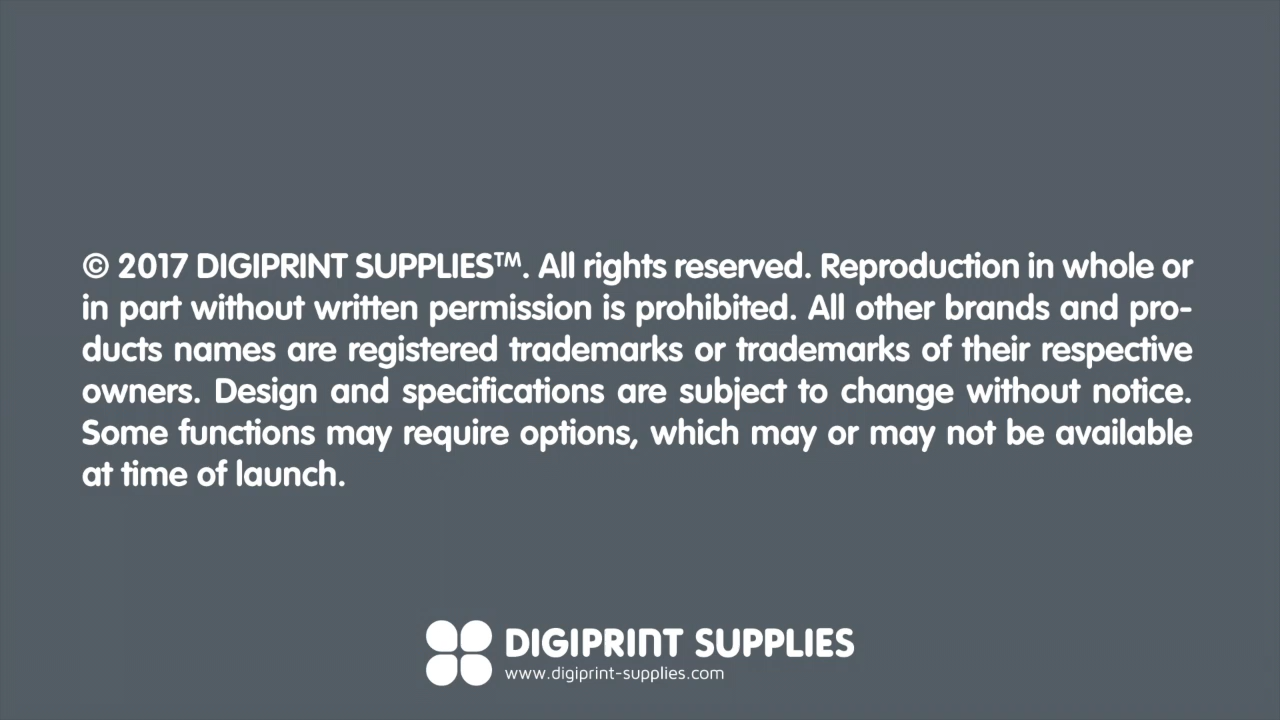 © 2017 DIGIPRINT SUPPLIES™. All rights reserved. Reproduction in whole or
in part without written permission is prohibited. All other brands and pro-
ducts names are registered trademarks or trademarks of their respective
owners. Design and specifications are subject to change without notice.
Some functions may require options, which may or may not be available
at time of launch.
DIGIPRINT SUPPLIES
www.digiprint-supplies.com